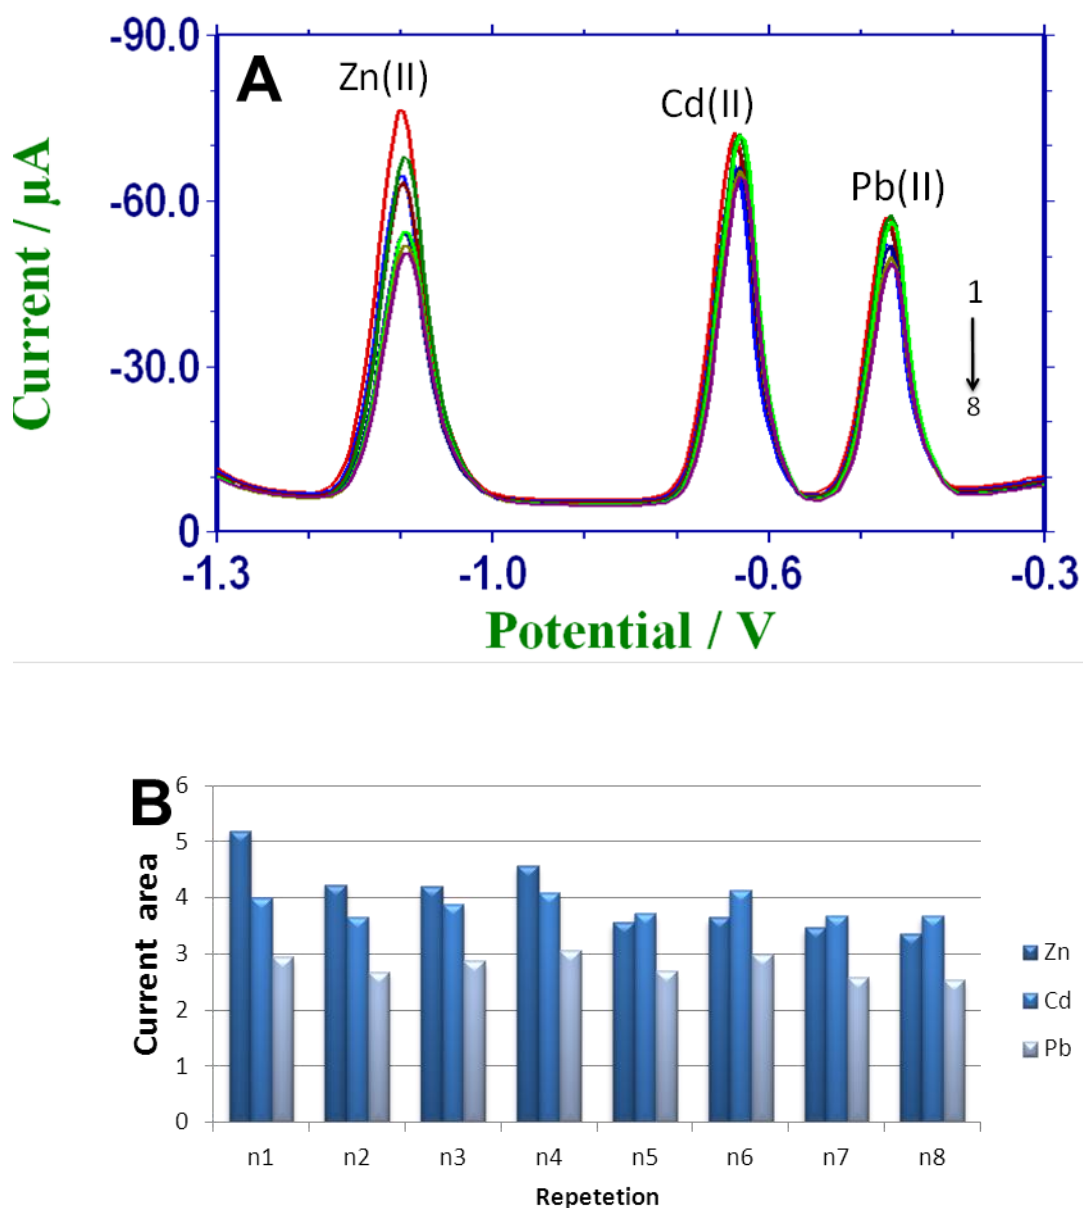 -90.0
A
Zn(II)
Cd(II)
Pb(II)
-60.0
Current / µA
1
-30.0
8
0
-1.3
-1.0
-0.6
-0.3
Potential / V
B
6
5
4
3
2
1
0
Current area
Zn
Cd
Pb
n1
n2
n3
n4
n5
n6
n7
n8
Repetetion